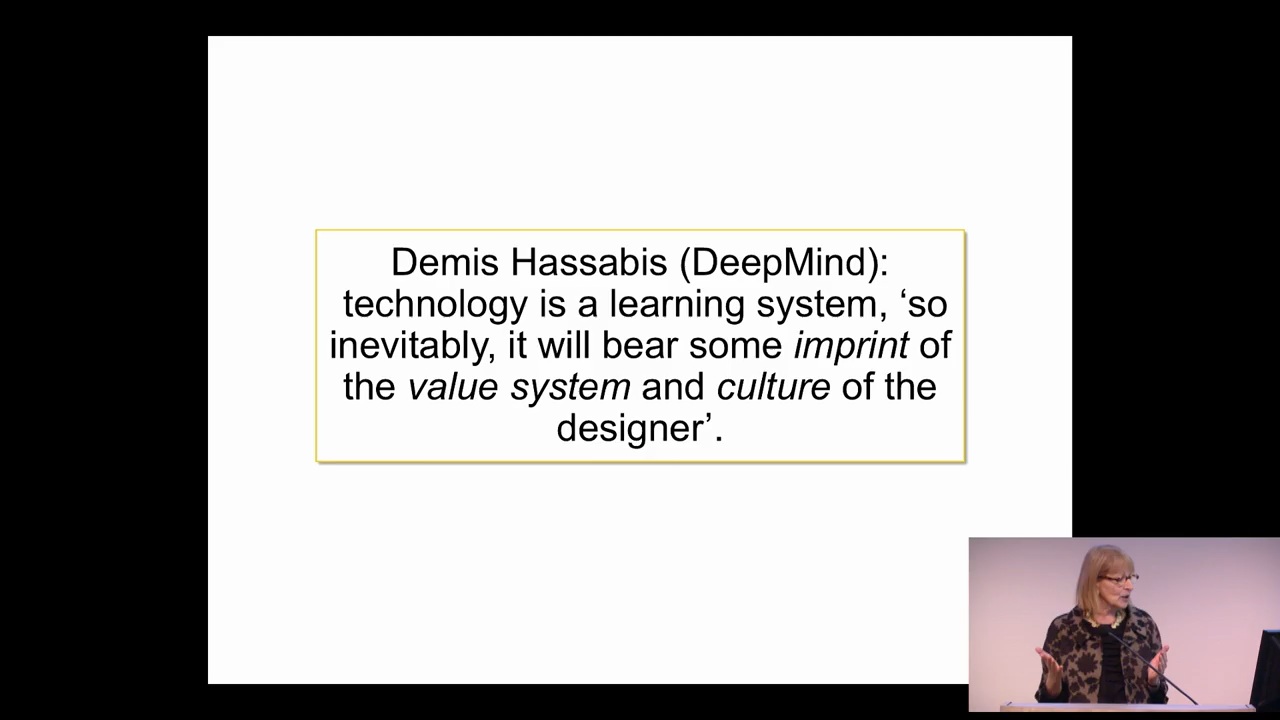 Demis Hassabis (DeepMind):
technology is a learning system, ‘so
inevitably, it will bear some imprint of
the value system and culture of the
designer’.